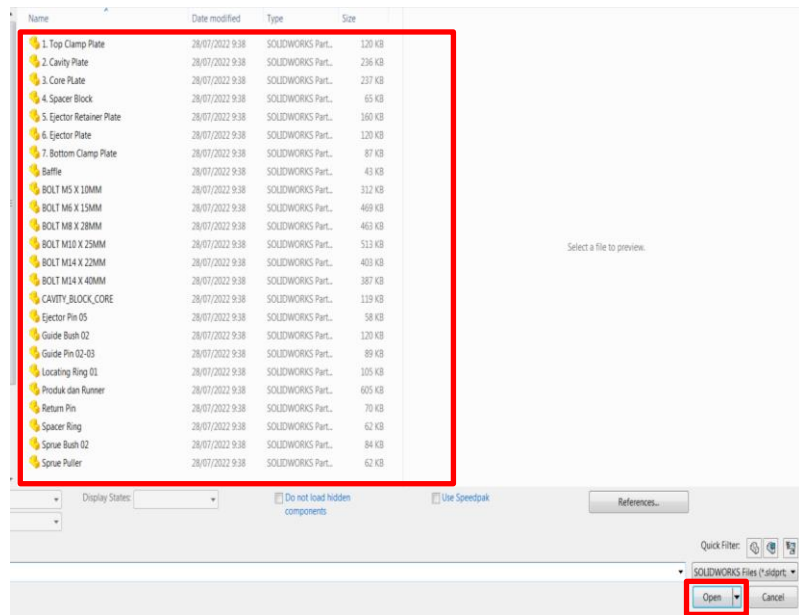 Name Date modified Type Size
1. Top Clamp Plate 28/07/2022 9:38 SOLIDWORKS Part... 120 KB
2. Cavity Plate 28/07/2022 9:38 SOLIDWORKS Part... 236 KB
3. Core PLate 28/07/2022 9:38 SOLIDWORKS Part... 237 KB
4. Spacer Block 28/07/2022 9:38 SOLIDWORKS Part... 65 KB
5. Ejector Retainer Plate 28/07/2022 9:38 SOLIDWORKS Part... 160 KB
6. Ejector Plate 28/07/2022 9:38 SOLIDWORKS Part... 120 KB
7. Bottom Clamp Plate 28/07/2022 9:38 SOLIDWORKS Part... 87 KB
Baffle 28/07/2022 9:38 SOLIDWORKS Part... 43 KB
BOLT M5 X 10MM 28/07/2022 9:38 SOLIDWORKS Part... 312 KB
BOLT M6 X 15MM 28/07/2022 9:38 SOLIDWORKS Part... 469 KB
BOLT M8 X 28MM 28/07/2022 9:38 SOLIDWORKS Part... 463 KB
BOLT M10 X 25MM 28/07/2022 9:38 SOLIDWORKS Part... 513 KB
Select a file to preview.
BOLT M14 X 22MM 28/07/2022 9:38 SOLIDWORKS Part... 403 KB
BOLT M14 X 40MM 28/07/2022 9:38 SOLIDWORKS Part... 387 KB
CAVITY_BLOCK_CORE 28/07/2022 9:38 SOLIDWORKS Part... 119 KB
Ejector Pin 05 28/07/2022 9:38 SOLIDWORKS Part... 58 KB
Guide Bush 02 28/07/2022 9:38 SOLIDWORKS Part... 120 KB
Guide Pin 02-03 28/07/2022 9:38 SOLIDWORKS Part... 89 KB
Locating Ring 01 28/07/2022 9:38 SOLIDWORKS Part... 105 KB
Produk dan Runner 28/07/2022 9:38 SOLIDWORKS Part... 605 KB
Return Pin 28/07/2022 9:38 SOLIDWORKS Part... 70 KB
Spacer Ring 28/07/2022 9:38 SOLIDWORKS Part... 62 KB
Sprue Bush 02 28/07/2022 9:38 SOLIDWORKS Part... 84 KB
Sprue Puller 28/07/2022 9:38 SOLIDWORKS Part... 62 KB
Display States: Do not load hidden components Use Speedpak References...
Quick Filter:
SOLIDWORKS Files (*.sldprt;
Open Cancel